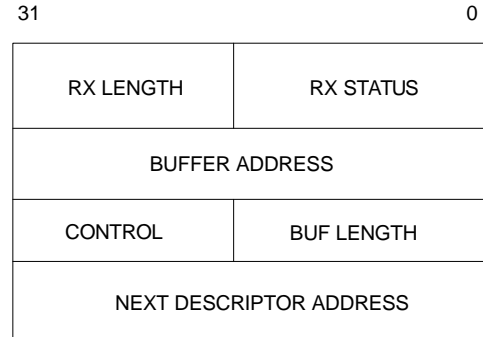 31 0
RX LENGTH RX STATUS
BUFFER ADDRESS
CONTROL BUF LENGTH
NEXT DESCRIPTOR ADDRESS